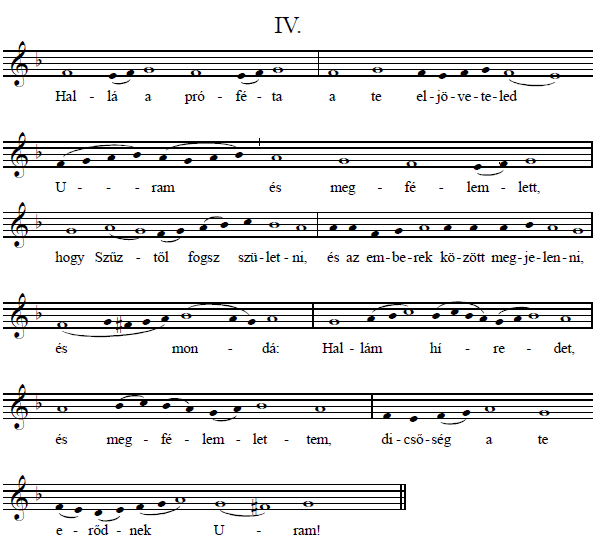 IV.
Hal - lá a pró - fé - ta a te el - jö - ve - te - led
U - - - ram és meg - fé - lem - lett,
hogy Szűz - től fogsz szü - let - ni, és az em - be - rek kö - zött meg - je - len - ni,
és mon - dá: Hal - lám hí - re - det,
és meg - fé - lem - let - tem, di - cső - ség a te
e - rőd - nek U - ram!